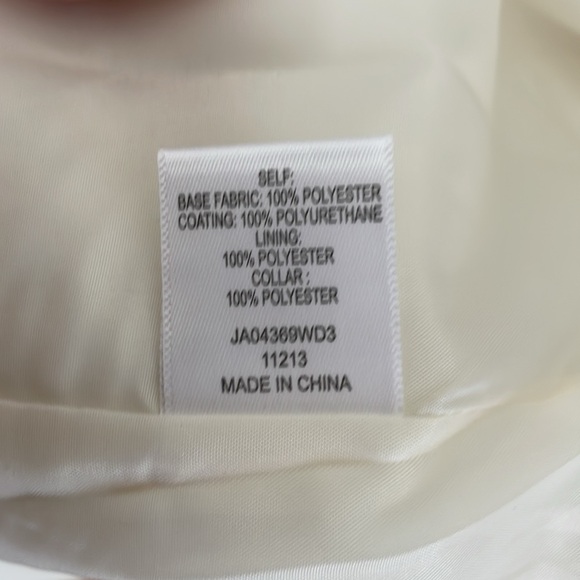 SELF:
BASE FABRIC: 100% POLYESTER
COATING: 100% POLYURETHANE
LINING:
100% POLYESTER
COLLAR :
100% POLYESTER
JA04369WD3
11213
MADE IN CHINA